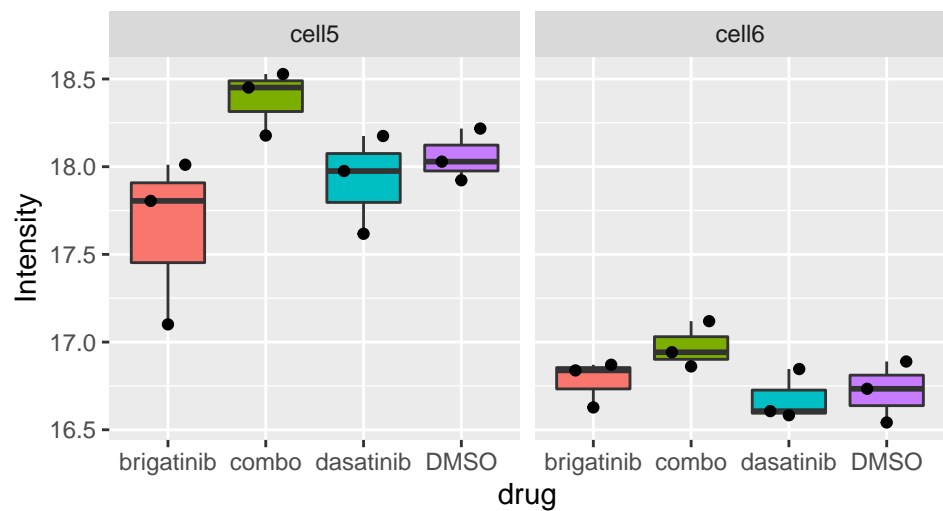 cell5 cell6
Intensity
18.5
18.0
17.5
17.0
16.5
brigatinib combo dasatinib DMSO brigatinib combo dasatinib DMSO
drug